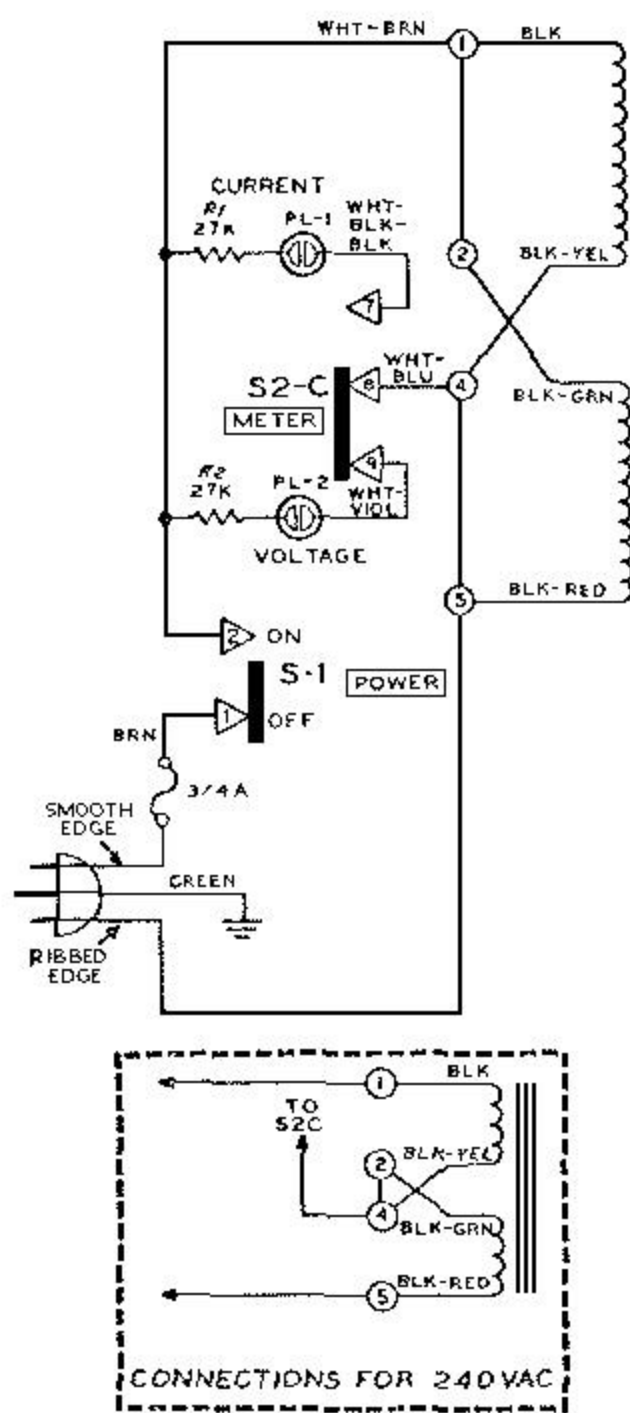 WHT-BRN
1
BLK
CURRENT
R1
27K
PL-1
WHT-
BLK-
BLK
7
2
BLK-YEL
S2-C
METER
8
WHT-
BLU
4
BLK-GRN
R2
27K
PL-2
9
WHT-
VIOL
VOLTAGE
5
BLK-RED
2
ON
S-1
POWER
1
OFF
BRN
3/4A
SMOOTH
EDGE
GREEN
RIBBED
EDGE
1
BLK
TO
S2C
2
BLK-YEL
4
BLK-GRN
5
BLK-RED
CONNECTIONS FOR 240VAC